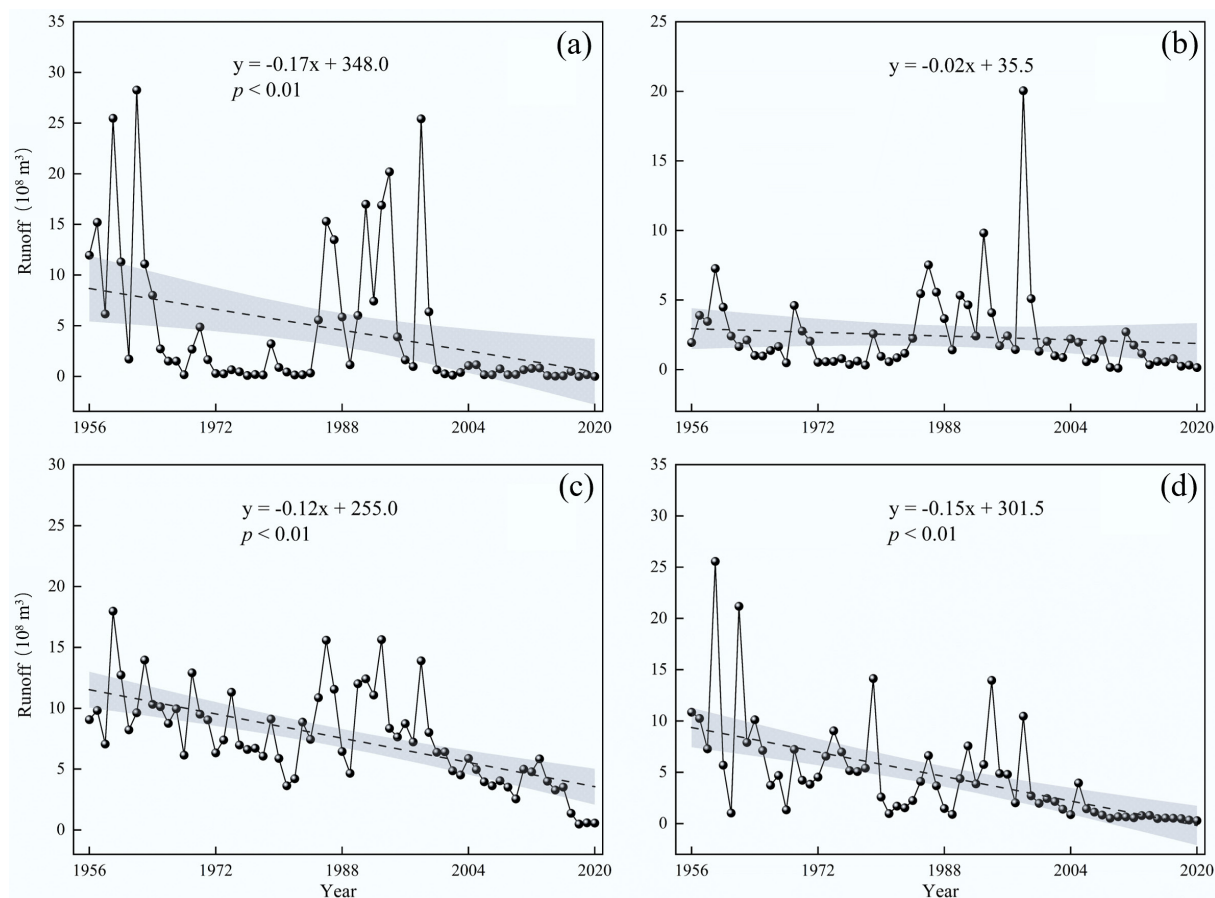 (a)
y = -0.17x + 348.0
p < 0.01
Runoff (10⁸ m³)
35
30
25
20
15
10
5
0
1956 1972 1988 2004 2020
(b)
y = -0.02x + 35.5
25
20
15
10
5
0
1956 1972 1988 2004 2020
(c)
y = -0.12x + 255.0
p < 0.01
Runoff (10⁸ m³)
30
25
20
15
10
5
0
1956 1972 1988 2004 2020
Year
(d)
y = -0.15x + 301.5
p < 0.01
35
30
25
20
15
10
5
0
1956 1972 1988 2004 2020
Year